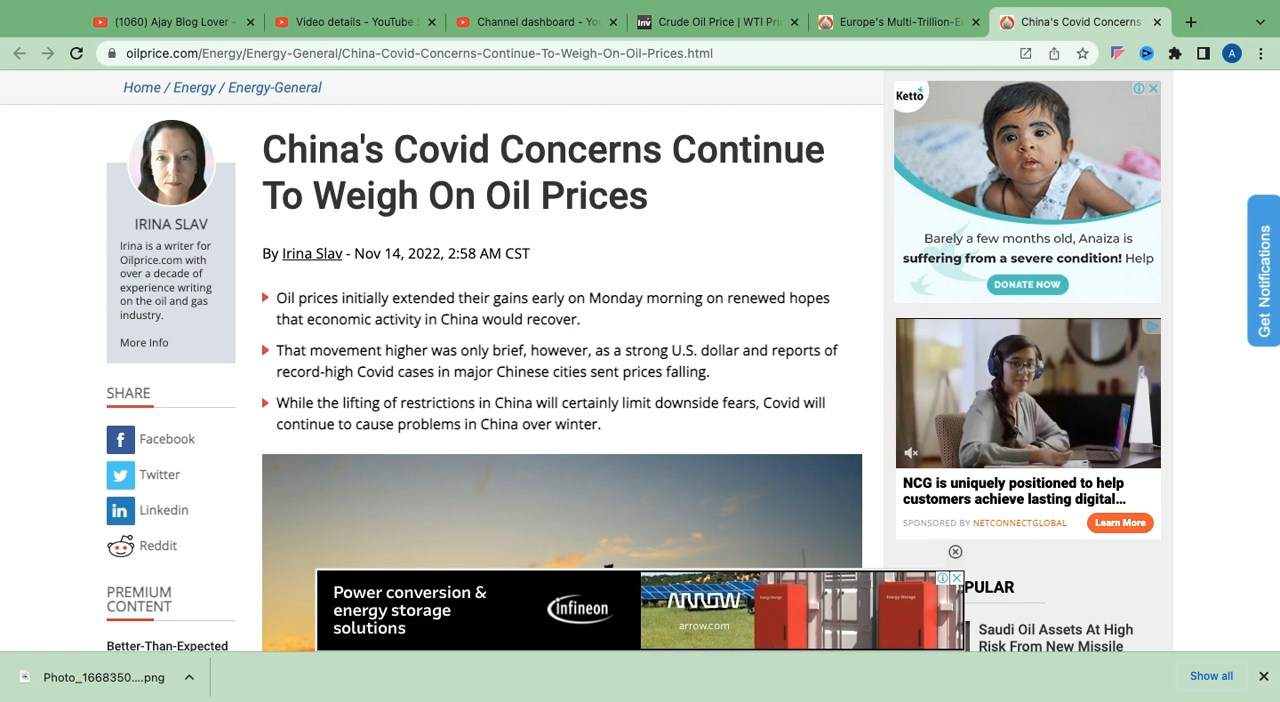 (1060) Ajay Blog Lover -
Video details - YouTube
Channel dashboard - You
Crude Oil Price | WTI Pri
Europe's Multi-Trillion-E
China's Covid Concerns
oilprice.com/Energy/Energy-General/China-Covid-Concerns-Continue-To-Weigh-On-Oil-Prices.html
A
Home / Energy / Energy-General
IRINA SLAV
Irina is a writer for
Oilprice.com with
over a decade of
experience writing
on the oil and gas
industry.
More Info
SHARE
Facebook
Twitter
Linkedin
Reddit
PREMIUM
CONTENT
Better-Than-Expected
China's Covid Concerns Continue
To Weigh On Oil Prices
By Irina Slav - Nov 14, 2022, 2:58 AM CST
Oil prices initially extended their gains early on Monday morning on renewed hopes
that economic activity in China would recover.
That movement higher was only brief, however, as a strong U.S. dollar and reports of
record-high Covid cases in major Chinese cities sent prices falling.
While the lifting of restrictions in China will certainly limit downside fears, Covid will
continue to cause problems in China over winter.
Power conversion &
energy storage
solutions
infineon
ARROW
arrow.com
Energy Storage
Energy Storage
Ketto
Barely a few months old, Anaiza is
suffering from a severe condition! Help
DONATE NOW
NCG is uniquely positioned to help
customers achieve lasting digital...
SPONSORED BY NETCONNECTGLOBAL
Learn More
PULAR
Saudi Oil Assets At High
Risk From New Missile
Get Notifications
Photo_1668350....png
Show all